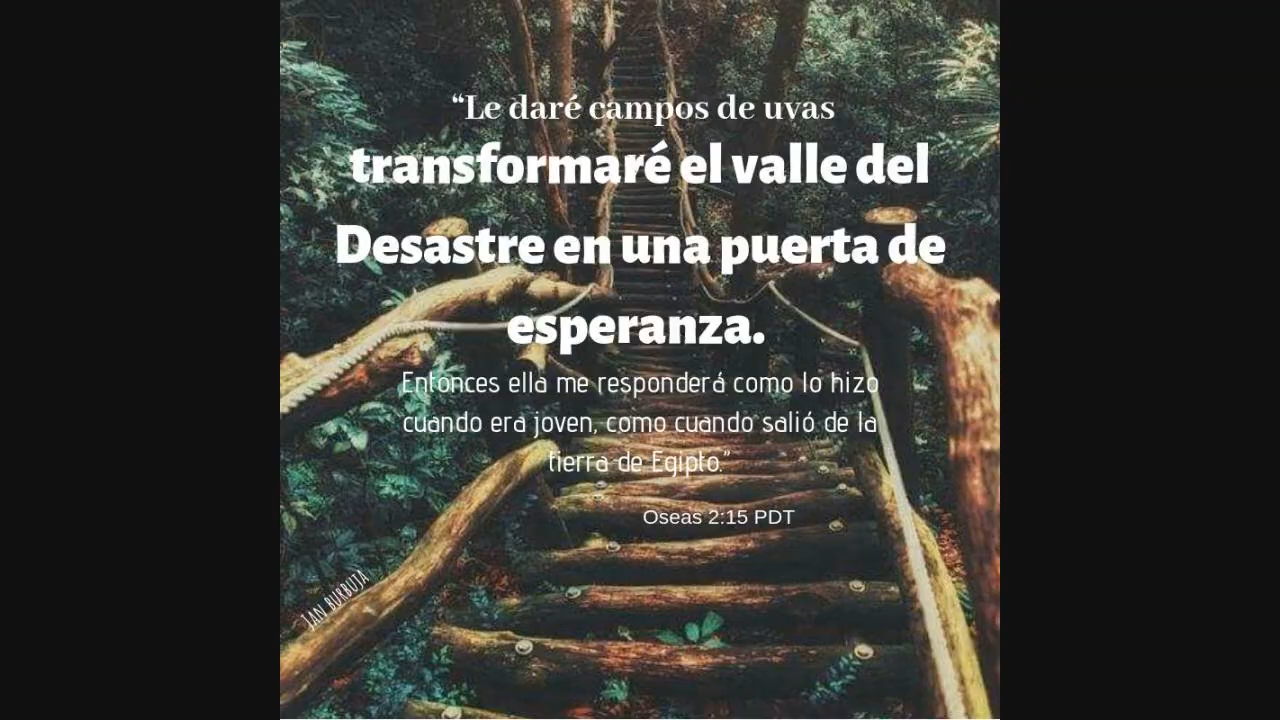 “Le daré campos de uvas
transformaré el valle del
Desastre en una puerta de
esperanza.
Entonces ella me responderá como lo hizo
cuando era joven, como cuando salió de la
tierra de Egipto.”
Oseas 2:15 PDT
JAN BURBUJA